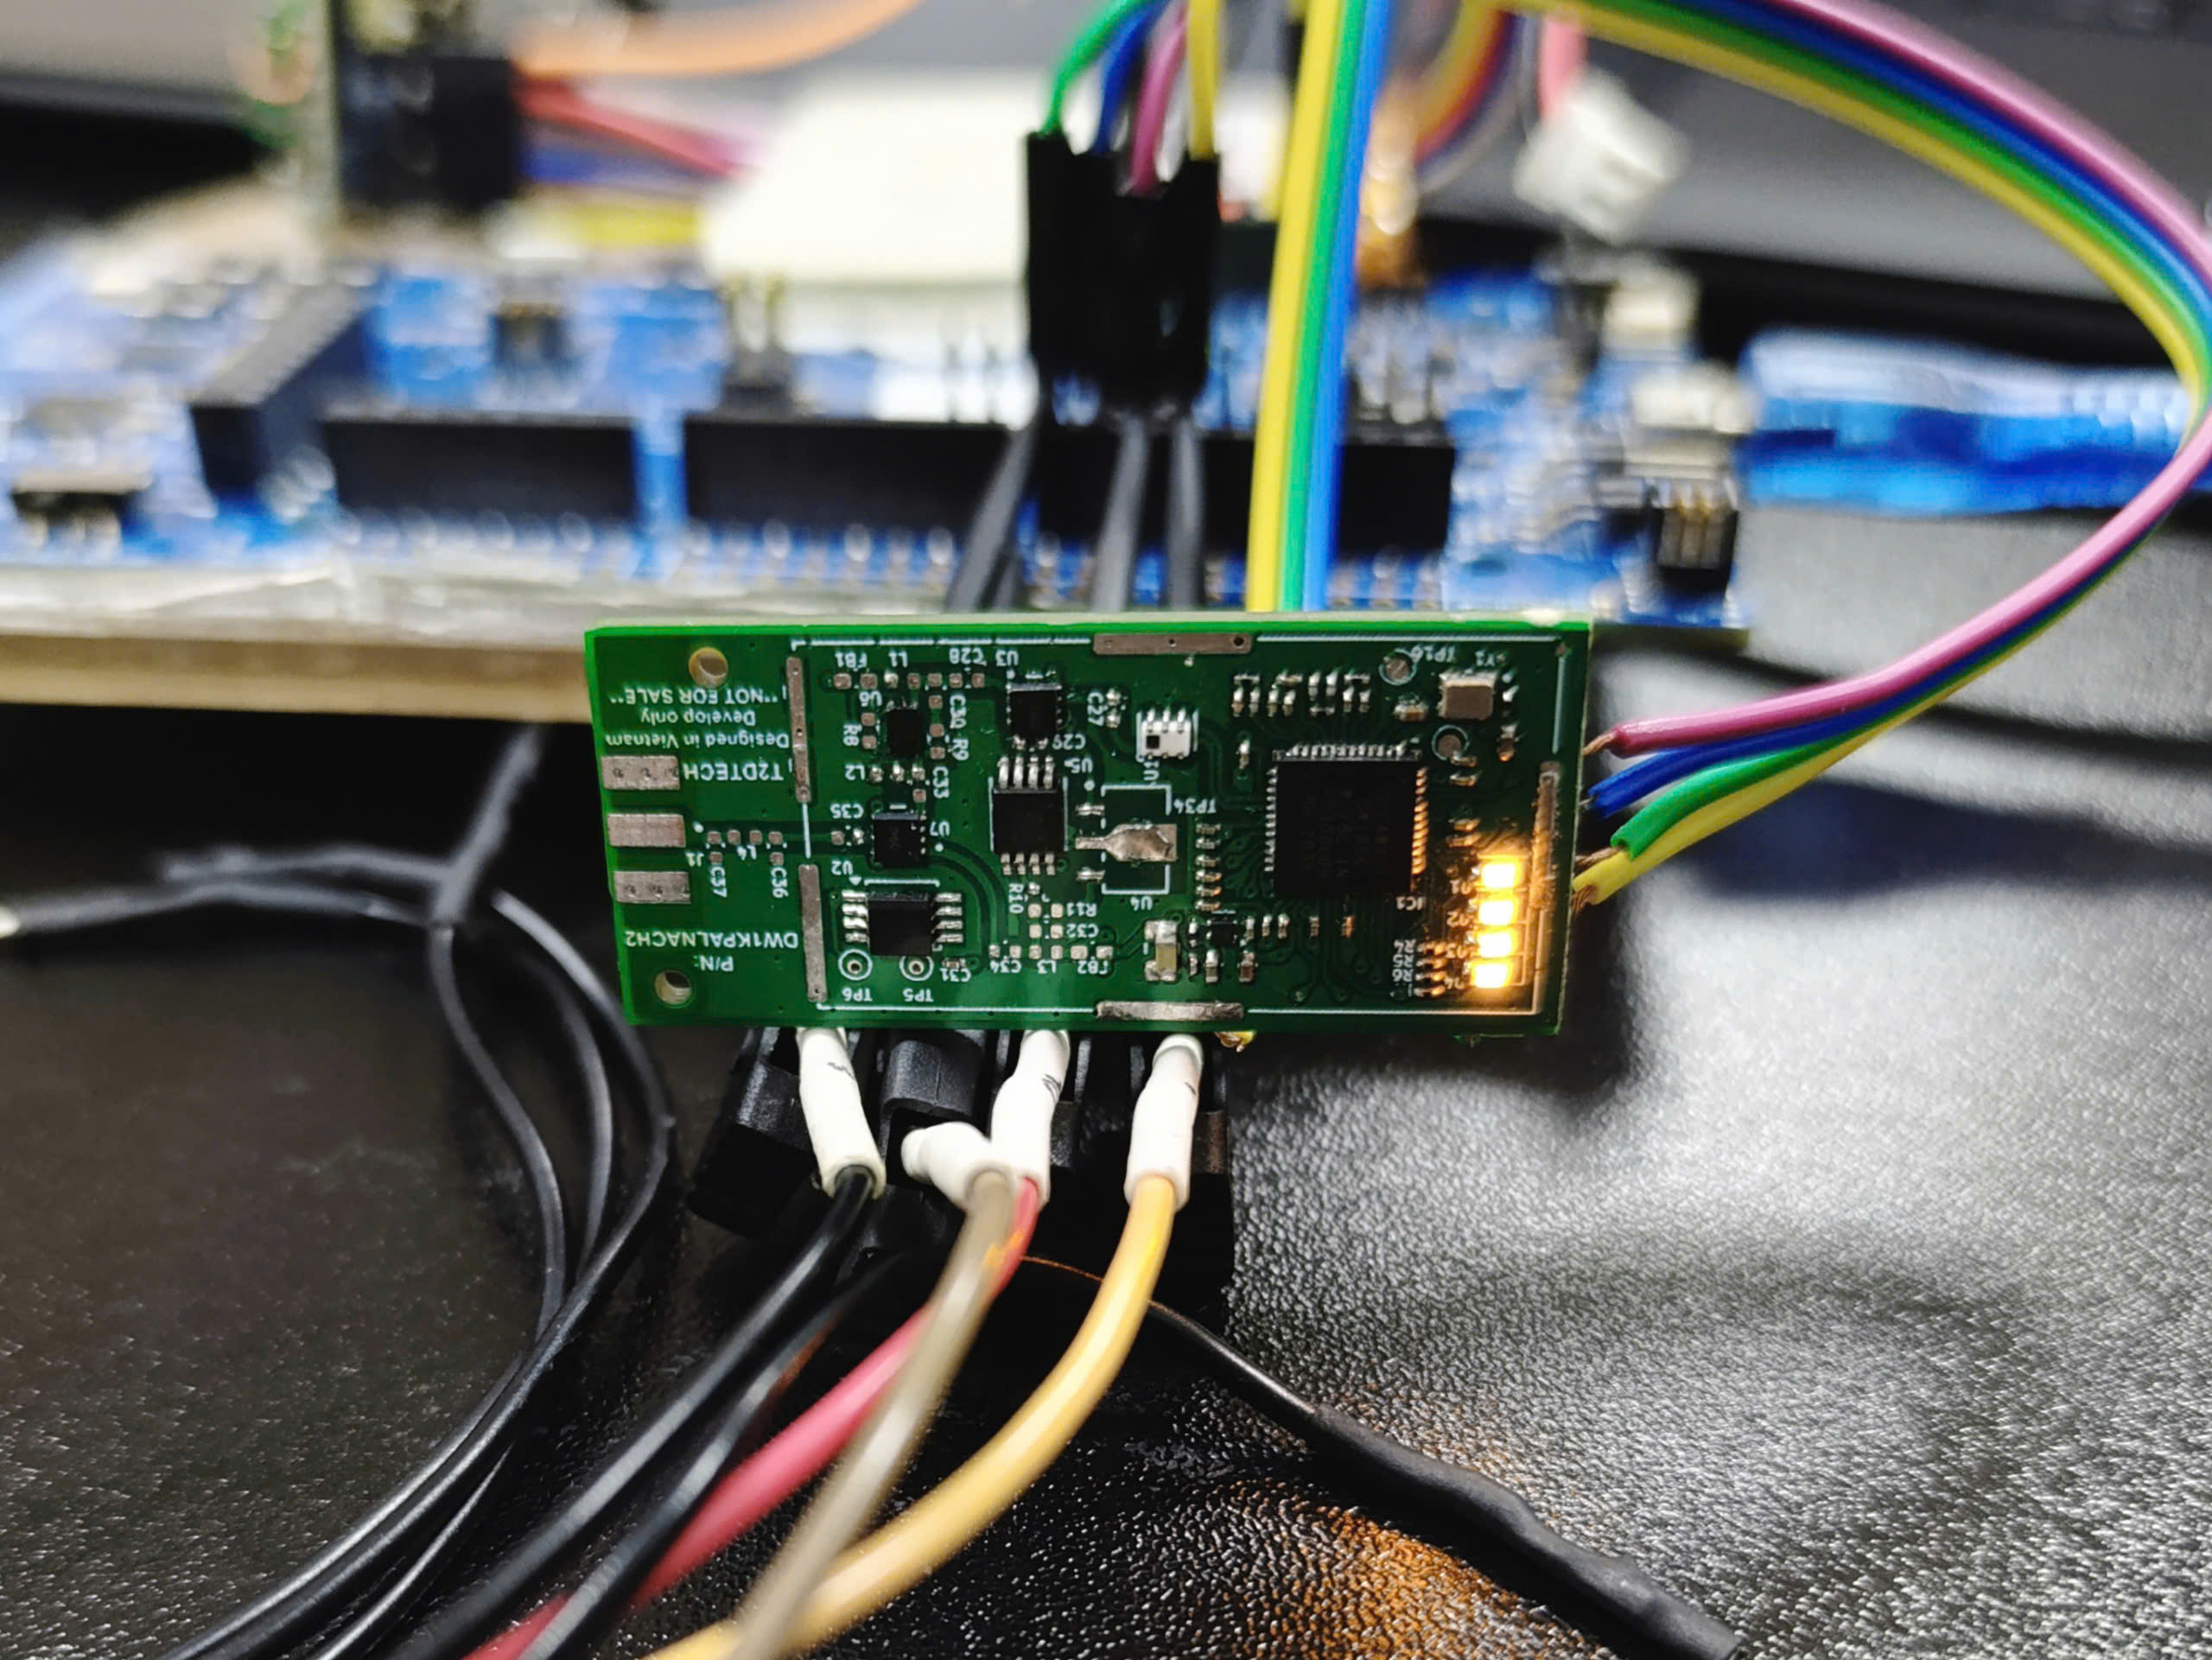 P/N:
DW1KPALNACH2
T2DTECH
Designed in Vietnam
Develop only
"NOT FOR SALE"
TP6
TP5
C31
C34
C36
C37
J1
L4
U2
C35
U7
L2
C33
R8
R9
U6
C30
FB1
L1
C28
U3
C29
C27
U5
U4
TP34
R10
R11
C32
L3
FB2
IC1
TP16
Y1